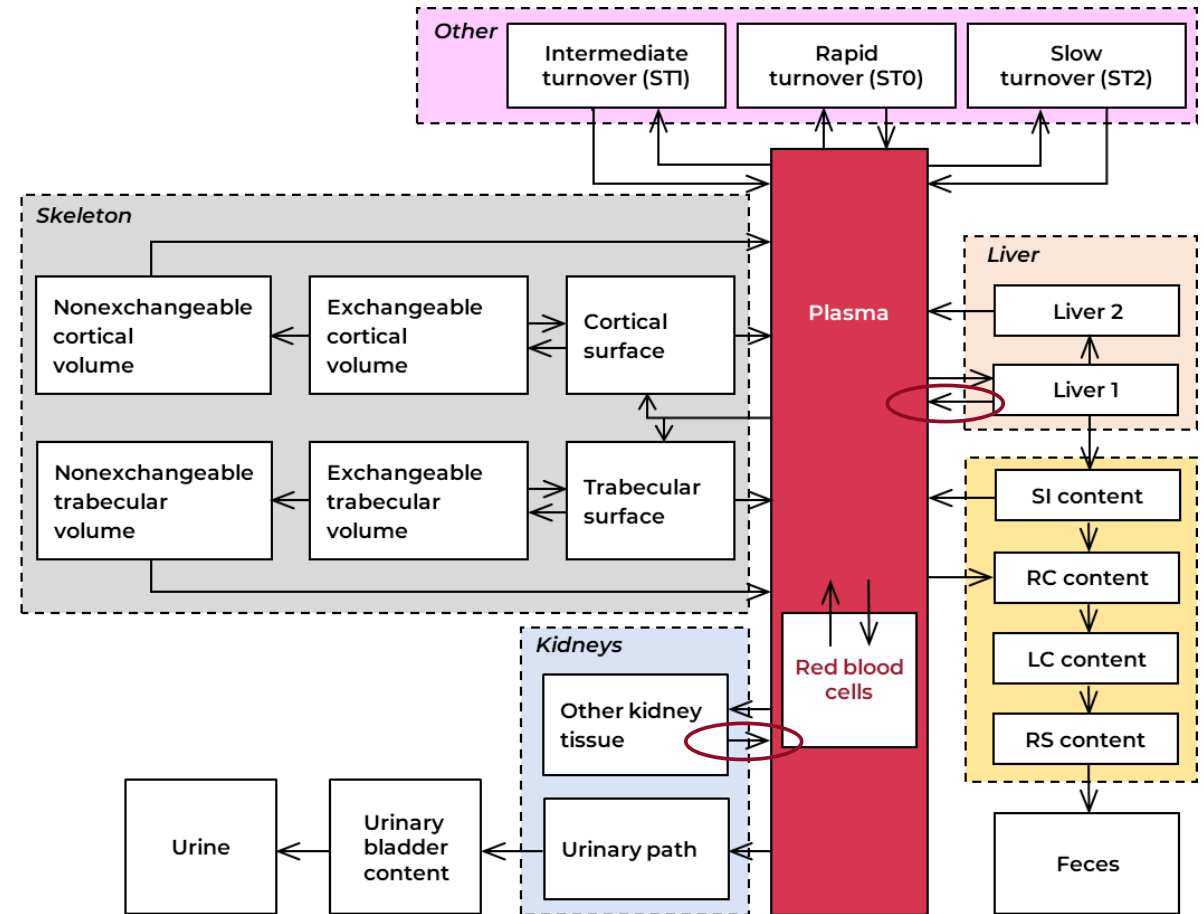 Other
Intermediate
turnover (ST1)
Rapid
turnover (ST0)
Slow
turnover (ST2)
Skeleton
Nonexchangeable
cortical
volume
Exchangeable
cortical
volume
Cortical
surface
Plasma
Liver
Liver 2
Liver 1
Nonexchangeable
trabecular
volume
Exchangeable
trabecular
volume
Trabecular
surface
SI content
RC content
LC content
RS content
Red blood
cells
Kidneys
Other kidney
tissue
Urine
Urinary
bladder
content
Urinary path
Feces